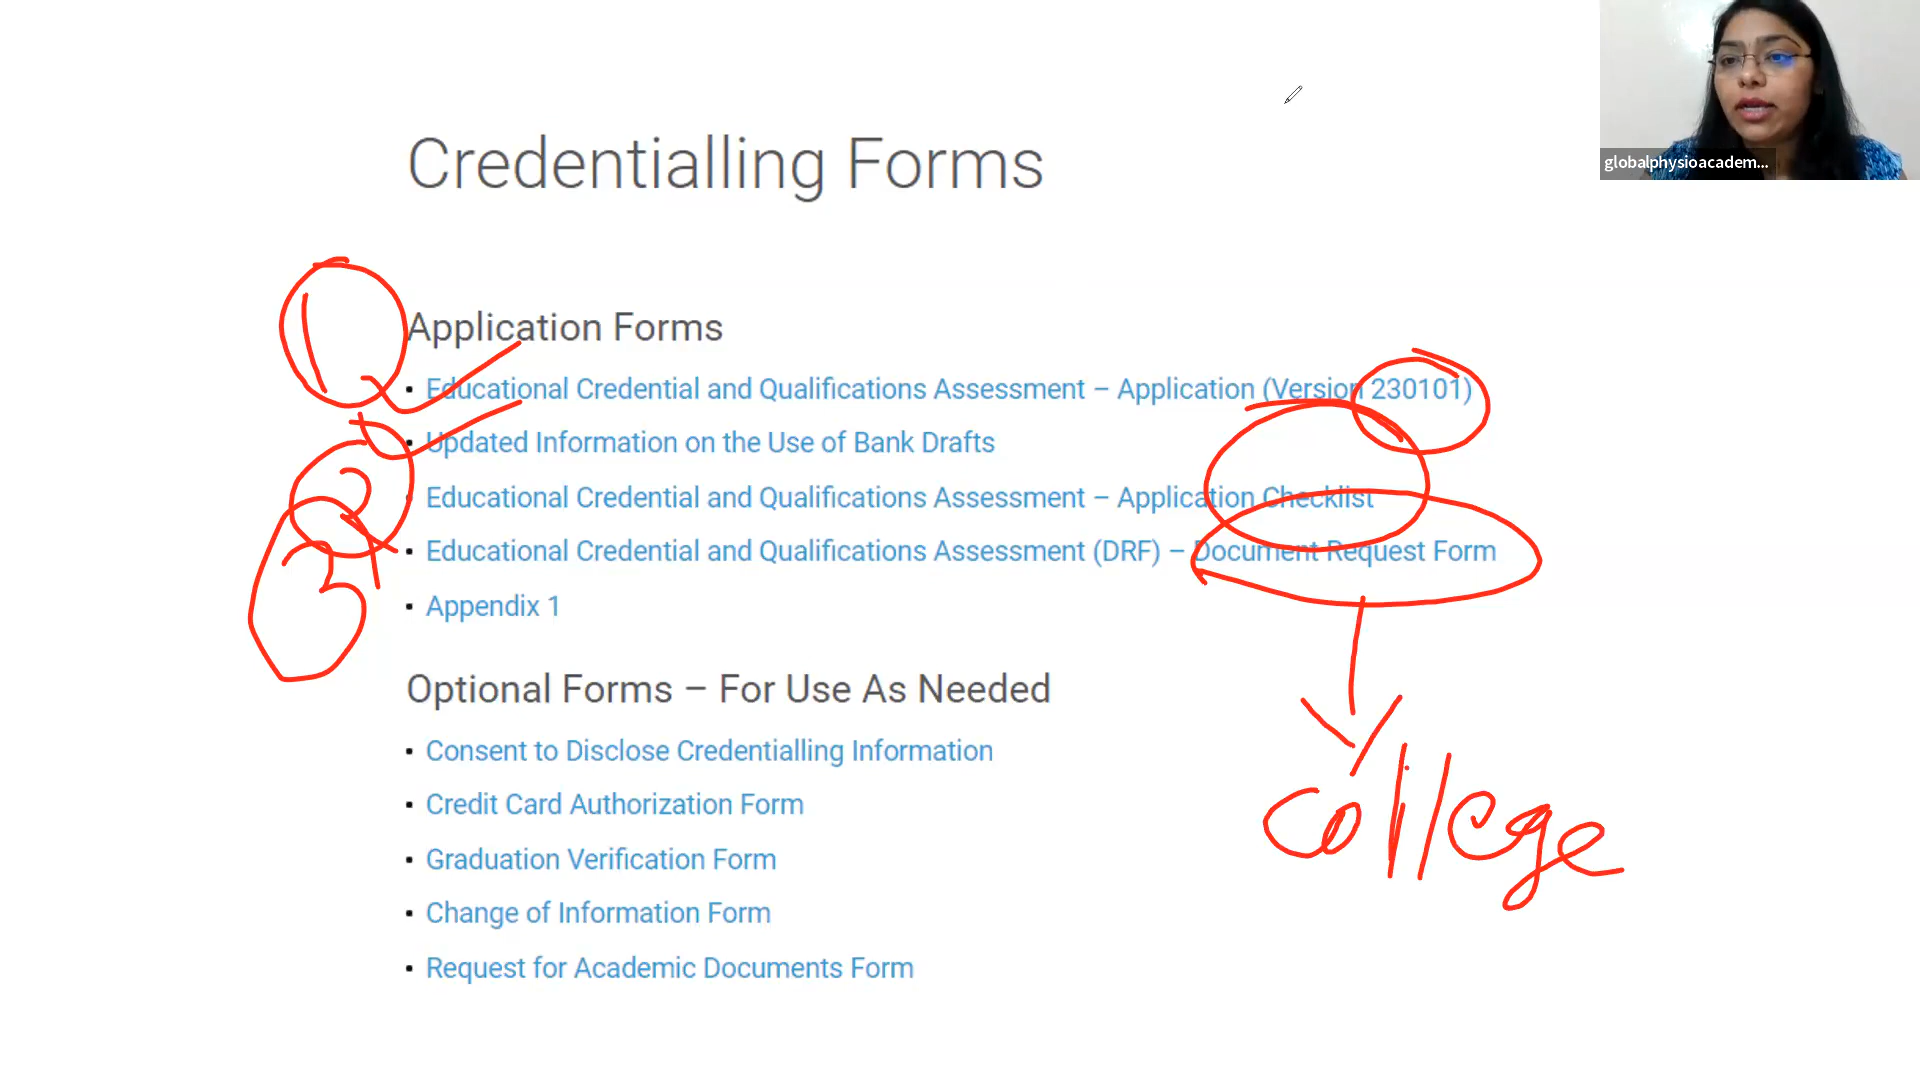 globalphysioacadem...
Credentialling Forms
1
Application Forms
Educational Credential and Qualifications Assessment – Application (Version 230101)
Updated Information on the Use of Bank Drafts
2
Educational Credential and Qualifications Assessment – Application Checklist
Educational Credential and Qualifications Assessment (DRF) – Document Request Form
3
Appendix 1
Optional Forms – For Use As Needed
Consent to Disclose Credentialling Information
Credit Card Authorization Form
college
Graduation Verification Form
Change of Information Form
Request for Academic Documents Form